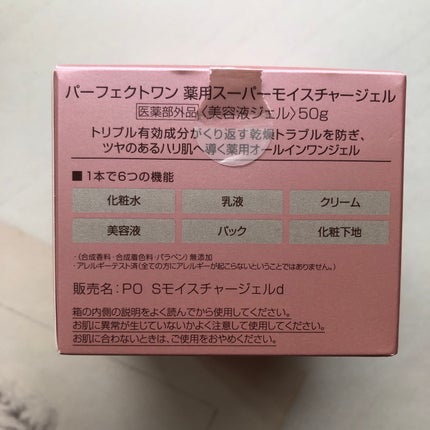 パーフェクトワン 薬用スーパーモイスチャージェル
医薬部外品 〈美容液ジェル〉50g
トリプル有効成分がくり返す乾燥トラブルを防ぎ、
ツヤのあるハリ肌へ導く薬用オールインワンジェル
■1本で6つの機能
化粧水 乳液 クリーム
美容液 パック 化粧下地
・〈合成香料・合成着色料・パラベン〉無添加
・アレルギーテスト済(全ての方にアレルギーが起こらないということではありません。)
販売名:PO Sモイスチャージェルd
箱の内側の説明をよく読んでから使用してください。
お肌に異常が生じていないかよく注意して使用してください。
お肌に合わないときは、ご使用をおやめください。